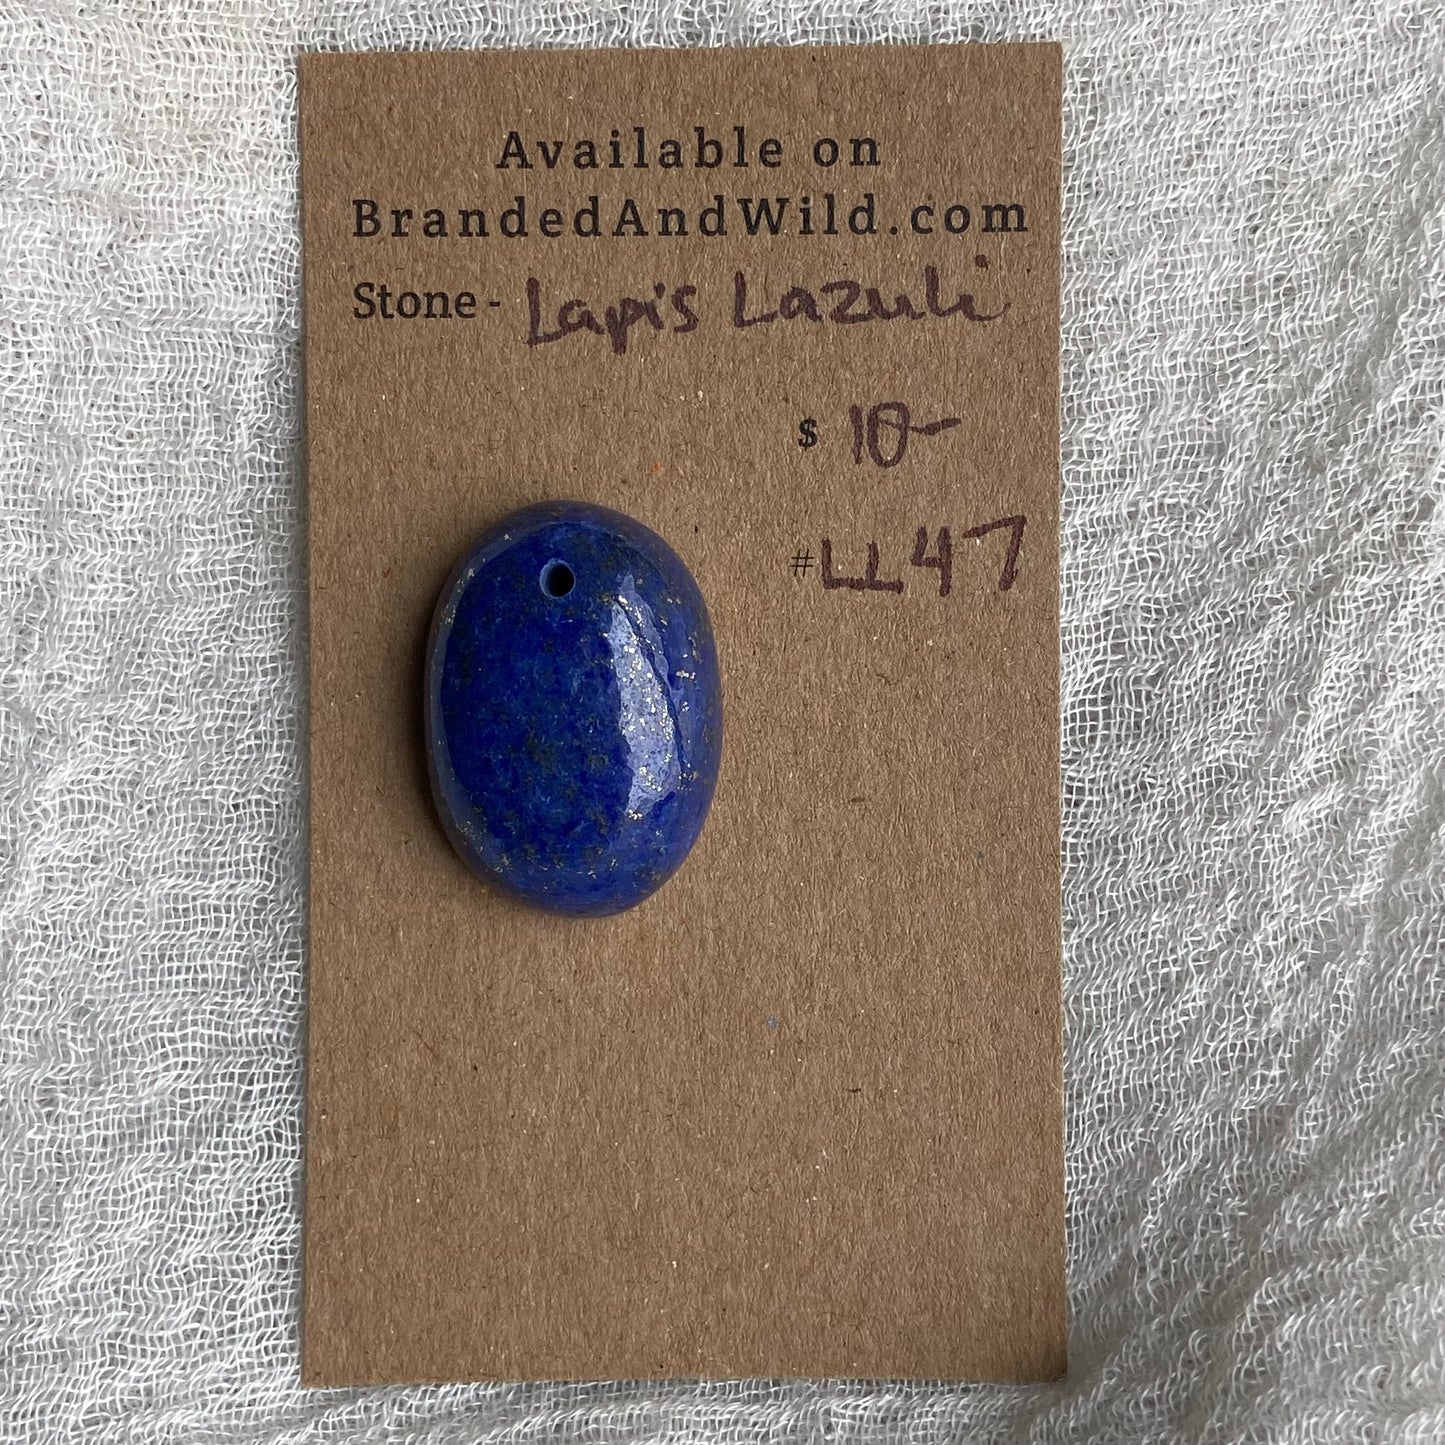 Available on
BrandedAndWild.com
Stone - Lapis Lazuli
$ 10-
#LL47